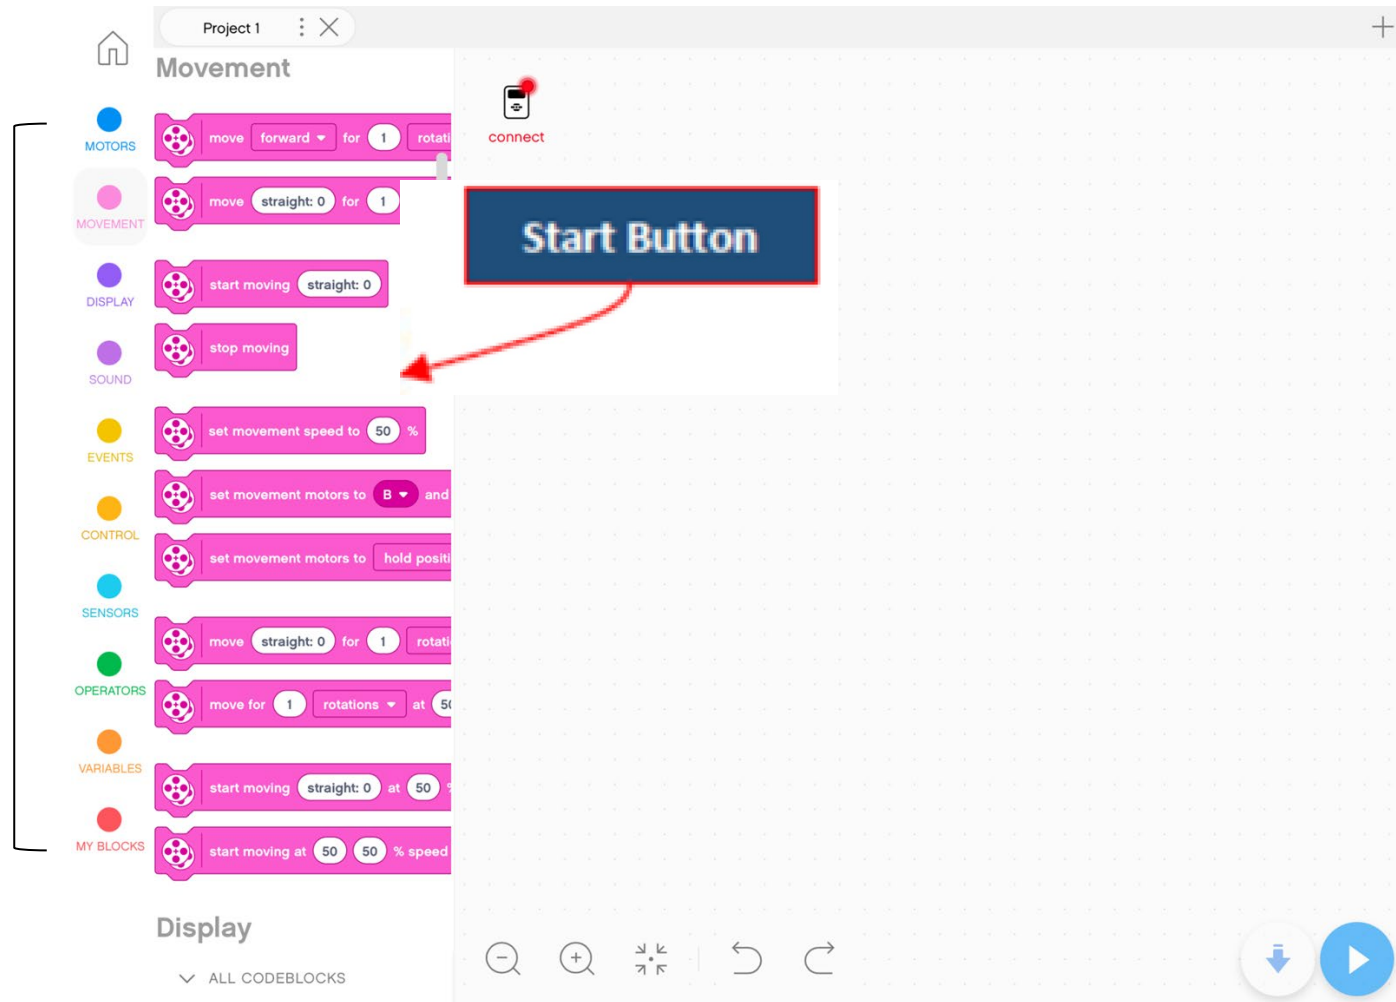 Project 1
Movement
MOTORS
MOVEMENT
DISPLAY
SOUND
EVENTS
CONTROL
SENSORS
OPERATORS
VARIABLES
MY BLOCKS
move forward for 1 rotati
move straight: 0 for 1
start moving straight: 0
stop moving
set movement speed to 50 %
set movement motors to B and
set movement motors to hold positi
move straight: 0 for 1 rotati
move for 1 rotations at 50
start moving straight: 0 at 50 %
start moving at 50 50 % speed
Display
ALL CODEBLOCKS
connect
Start Button